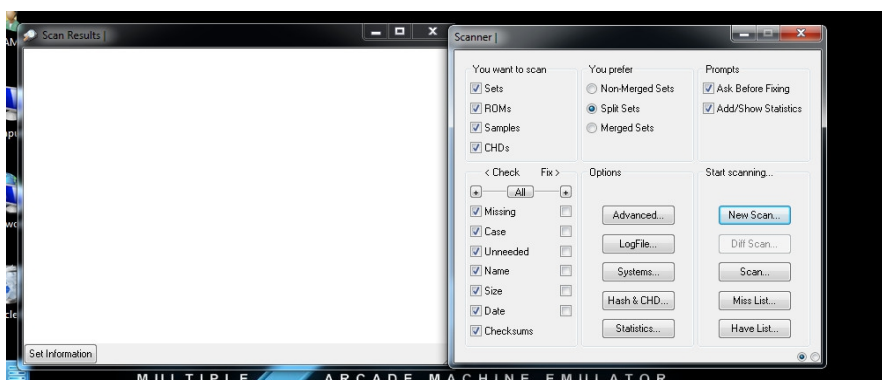 Scan Results |
Scanner |
You want to scan
Sets
ROMs
Samples
CHDs
You prefer
Non-Merged Sets
Split Sets
Merged Sets
Prompts
Ask Before Fixing
Add/Show Statistics
< Check Fix >
+ All +
Missing
Case
Unneeded
Name
Size
Date
Checksums
Options
Advanced...
LogFile...
Systems...
Hash & CHD...
Statistics...
Start scanning...
New Scan...
Diff Scan...
Scan...
Miss List...
Have List...
Set Information
MULTIPLE ARCADE MACHINE EMULATOR